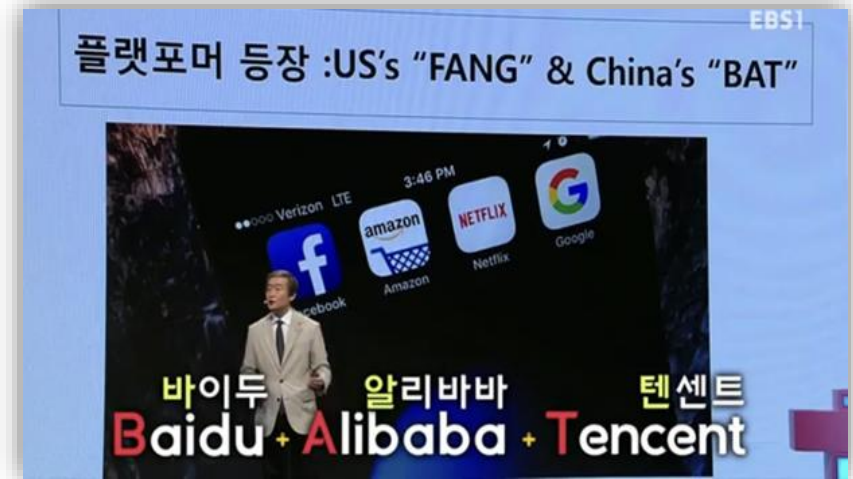 EBS1
플랫포머 등장 :US's “FANG” & China's “BAT”
3:46 PM
Verizon LTE
amazon
NETFLIX
G
f
Google
Netflix
Amazon
cebook
바이두 알리바바 텐센트
Baidu + Alibaba + Tencent